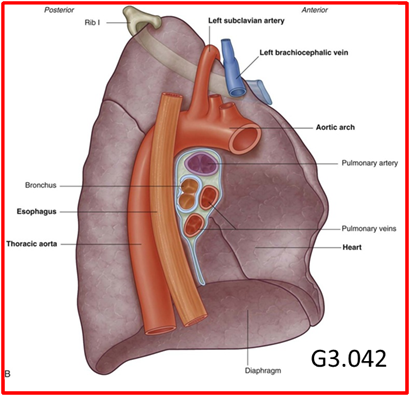 Posterior
Anterior
Rib I
Left subclavian artery
Left brachiocephalic vein
Aortic arch
Pulmonary artery
Bronchus
Esophagus
Pulmonary veins
Thoracic aorta
Heart
Diaphragm
G3.042
B